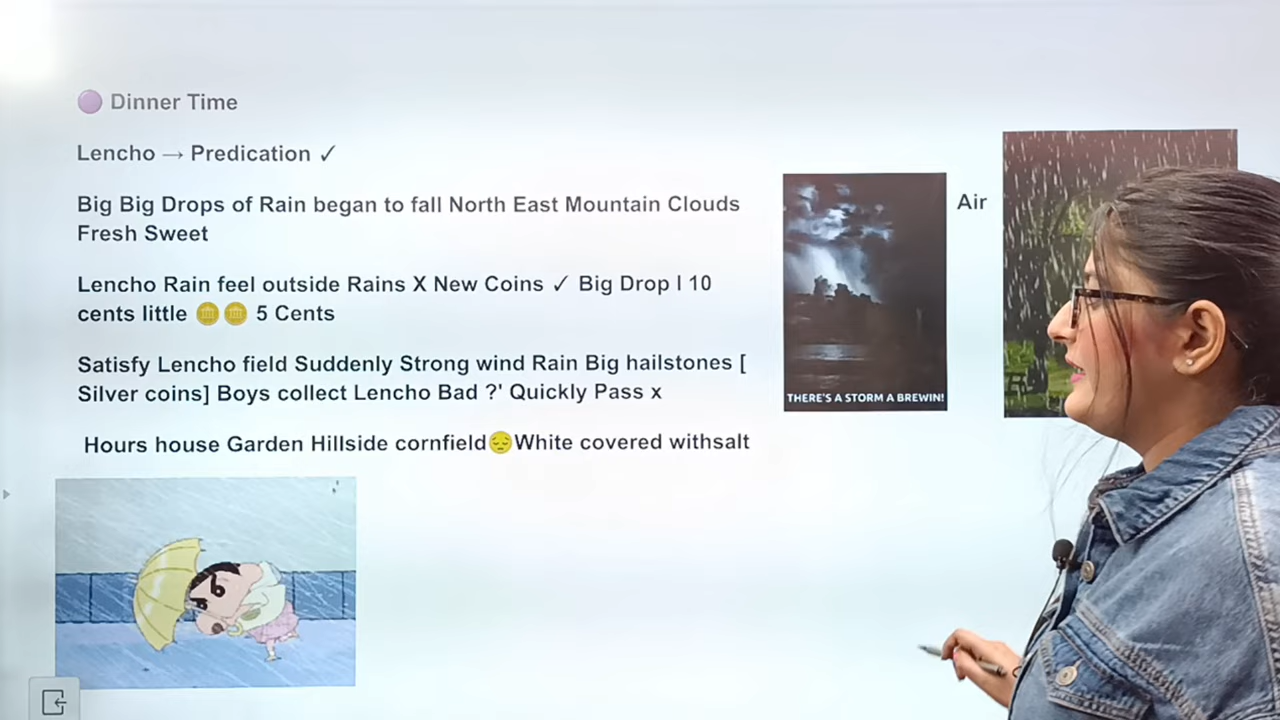 Dinner Time
Lencho → Predication ✓
Big Big Drops of Rain began to fall North East Mountain Clouds
Fresh Sweet
Air
Lencho Rain feel outside Rains X New Coins ✓ Big Drop I 10
cents little 5 Cents
Satisfy Lencho field Suddenly Strong wind Rain Big hailstones [
Silver coins] Boys collect Lencho Bad ?' Quickly Pass x
THERE'S A STORM A BREWIN!
Hours house Garden Hillside cornfield😔White covered withsalt